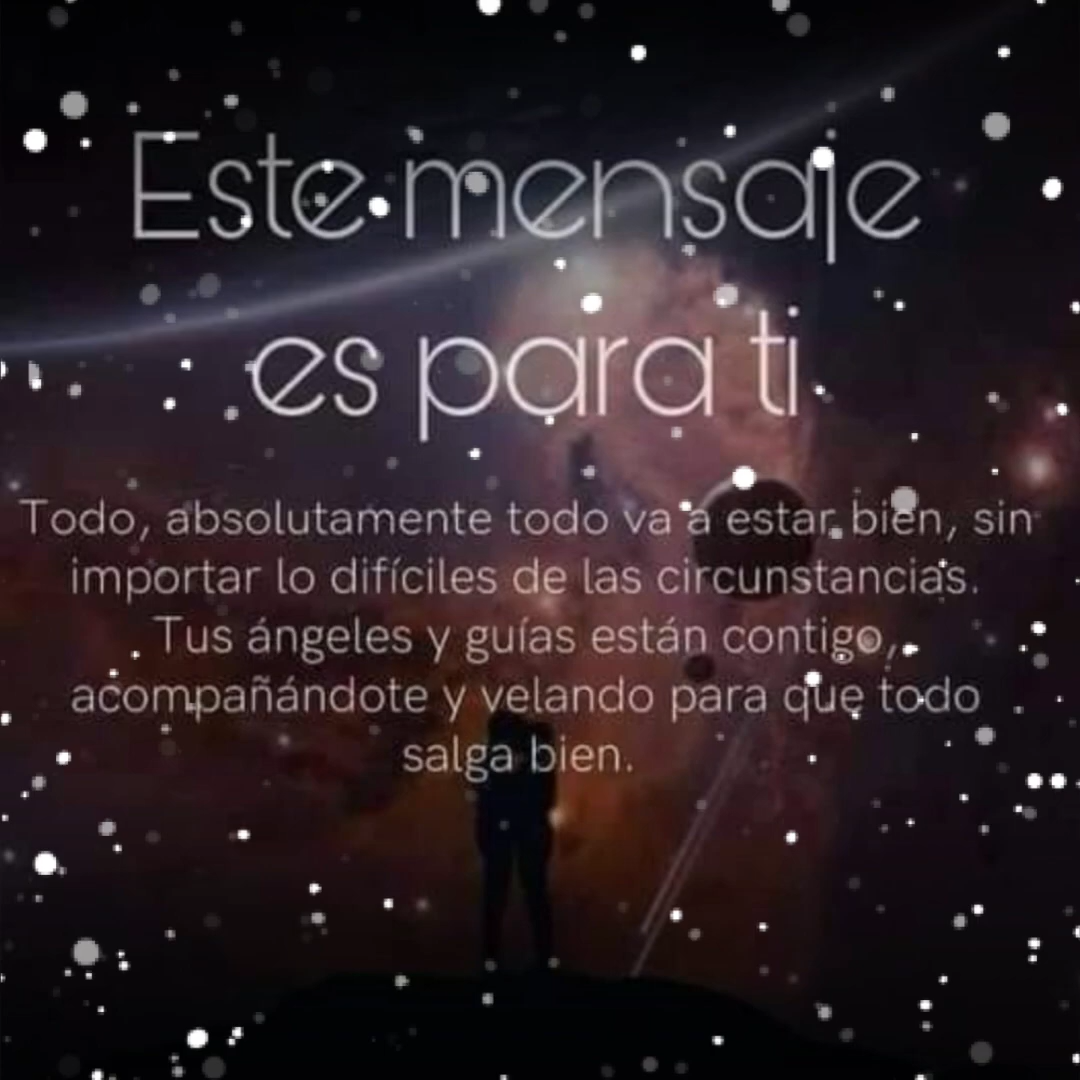 Este mensaje
es para ti
Todo, absolutamente todo va a estar bien, sin
importar lo difíciles de las circunstancias.
Tus ángeles y guías están contigo,
acompañándote y velando para que todo
salga bien.